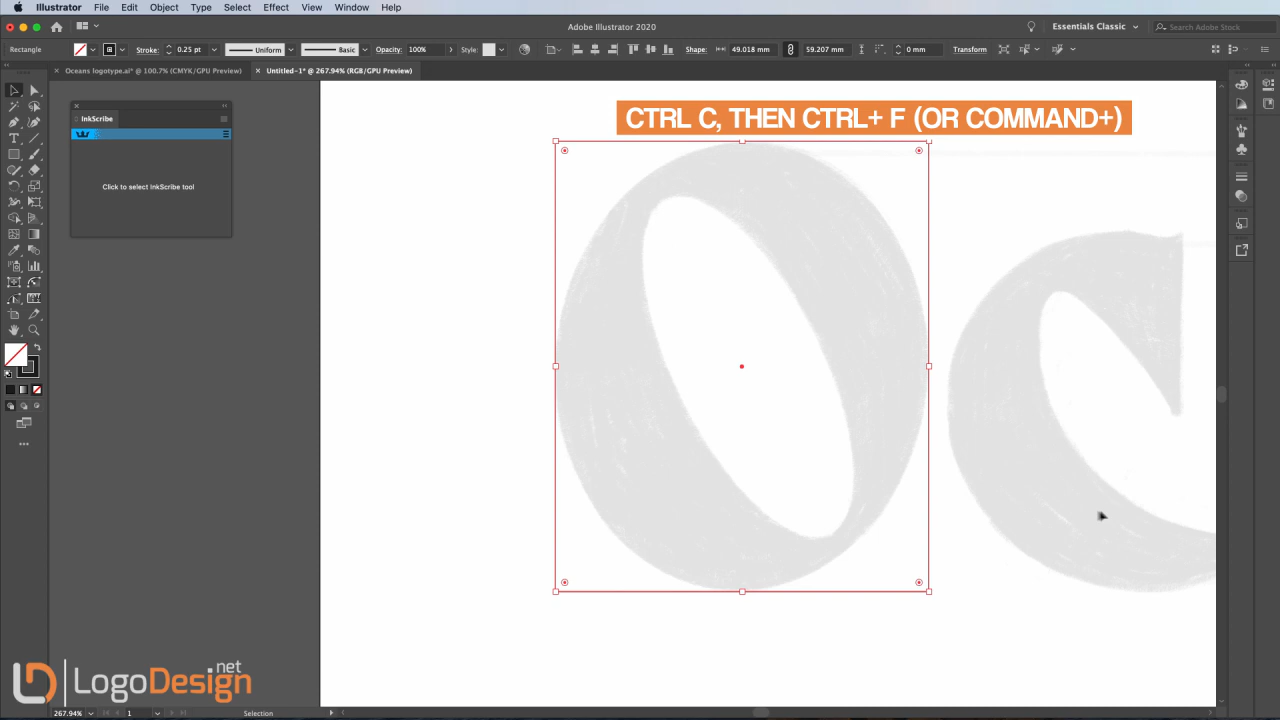 Illustrator File Edit Object Type Select Effect View Window Help
Adobe Illustrator 2020
Essentials Classic
Search Adobe Stock
Rectangle Stroke: 0.25 pt Uniform Basic Opacity: 100% Style: Shape: 49.018 mm 59.207 mm 0 mm Transform
Oceans logotype.ai* @ 100.7% (CMYK/GPU Preview) Untitled-1* @ 267.94% (RGB/GPU Preview)
InkScribe
Click to select InkScribe tool
CTRL C, THEN CTRL+ F (OR COMMAND+)
O c
LogoDesign
net
267.94% 1 Selection